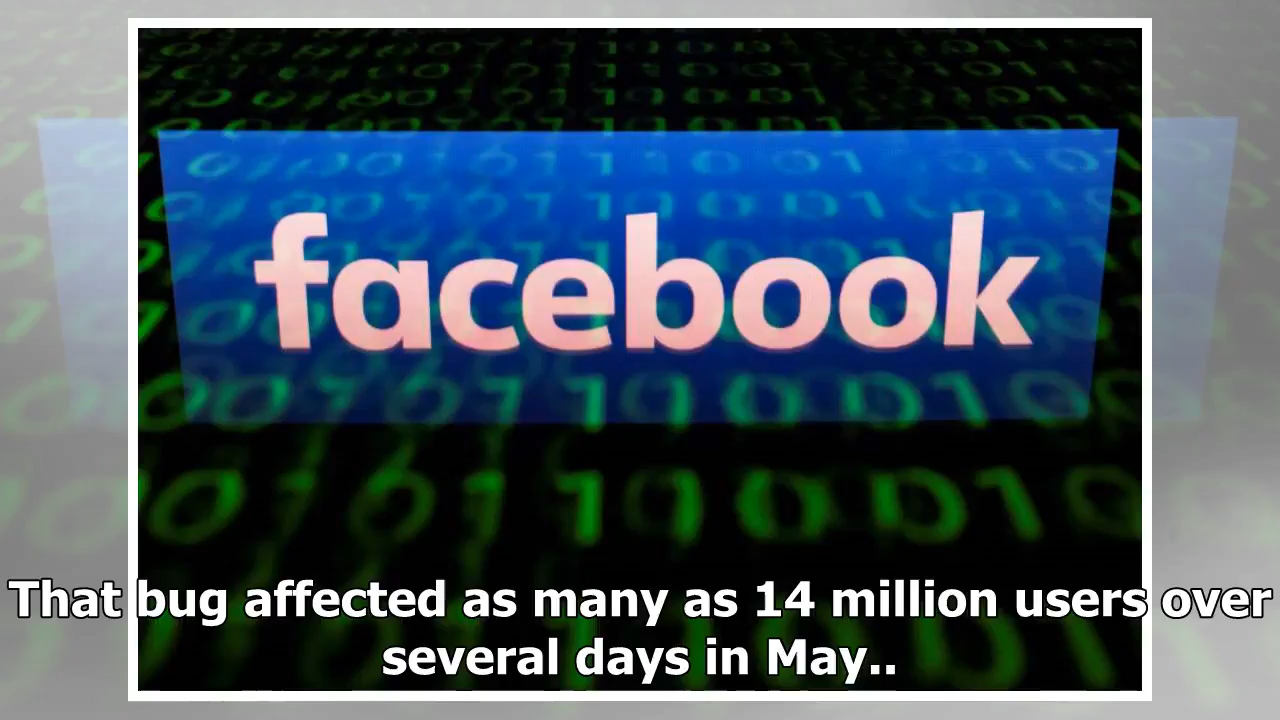 facebook
That bug affected as many as 14 million users over
several days in May..